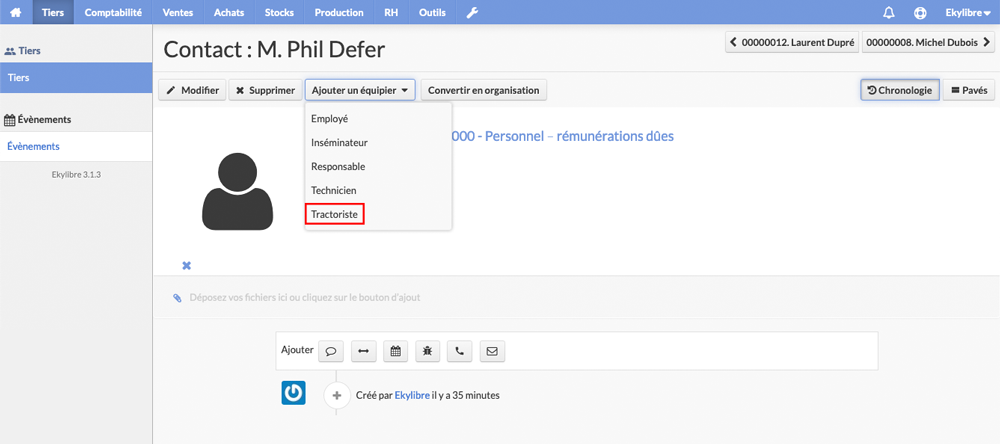 Tiers Comptabilité Ventes Achats Stocks Production RH Outils Ekylibre
Tiers
Tiers
Évènements
Évènements
Ekylibre 3.1.3
Contact : M. Phil Defer
00000012. Laurent Dupré 00000008. Michel Dubois
Modifier Supprimer Ajouter un équipier Convertir en organisation Chronologie Pavés
Employé
Inséminateur
Responsable
Technicien
Tractoriste
000 - Personnel – rémunérations dûes
Déposez vos fichiers ici ou cliquez sur le bouton d'ajout
Ajouter
Créé par Ekylibre il y a 35 minutes